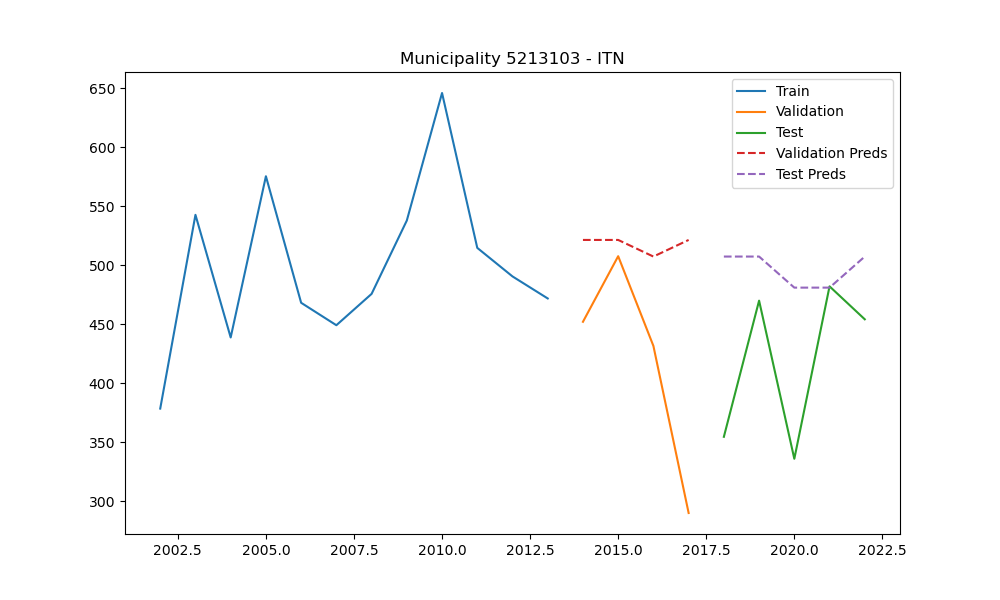 Municipality 5213103 - ITN
650
600
550
500
450
400
350
300
Train
Validation
Test
Validation Preds
Test Preds
2002.5 2005.0 2007.5 2010.0 2012.5 2015.0 2017.5 2020.0 2022.5